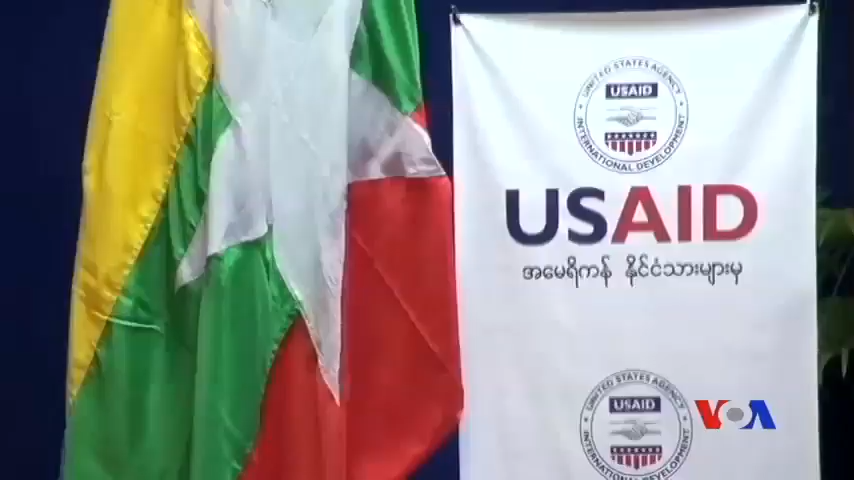 UNITED STATES AGENCY
USAID
INTERNATIONAL DEVELOPMENT
USAID
အမေရိကန် နိုင်ငံသားများမှ
UNITED STATES AGENCY
USAID
INTERNATIONAL DEVELOPMENT
VOA